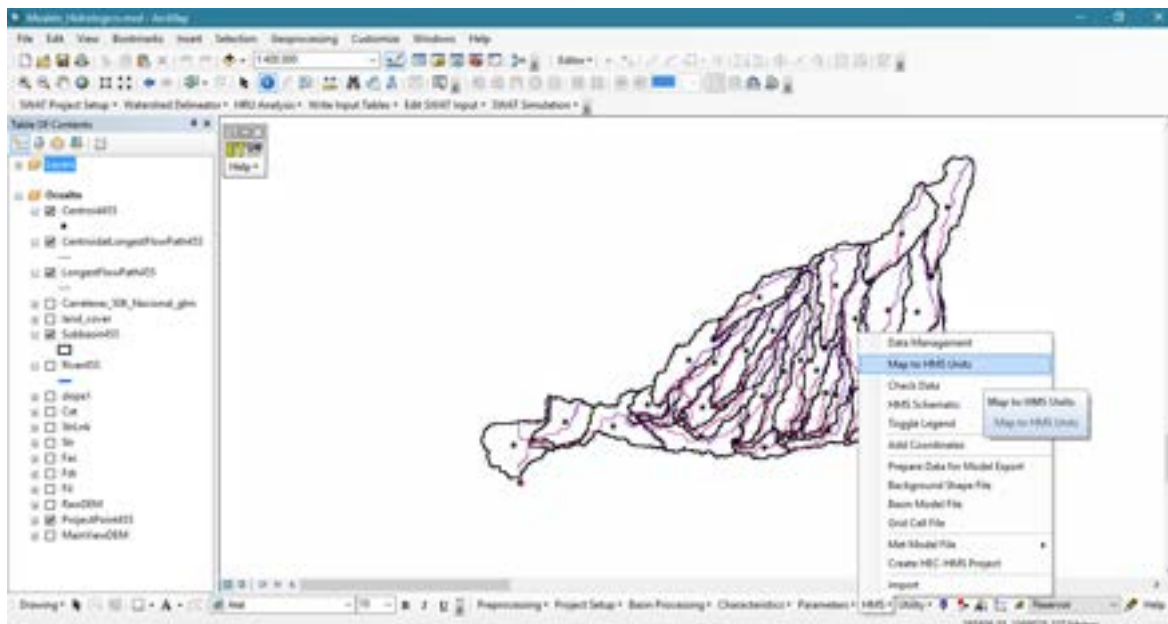 Modelo_Hidrologico.mxd - ArcMap
File Edit View Bookmarks Insert Selection Geoprocessing Customize Windows Help
Editor
SWAT Project Setup Watershed Delineator HRU Analysis Write Input Tables Edit SWAT Input SWAT Simulation
Table Of Contents
Help
Layers
Centroid455
CentroidalLongestFlowPath455
LongestFlowPath455
land_cover
Subbasin455
River455
slope1
Cat
StrLnk
Str
Fac
Fdr
Fil
RawDEM
ProjectPoint455
MainViewDEM
Data Management
Map to HMS Units
Check Data
HMS Schematic
Toggle Legend
Add Coordinates
Prepare Data for Model Export
Background Shape File
Basin Model File
Grid Cell File
Met Model File
Create HEC-HMS Project
Import
Map to HMS Units
Map to HMS Units
Drawing A Arial 10 B I U A Preprocessing Project Setup Basin Processing Characteristics Parameters HMS Utility Help